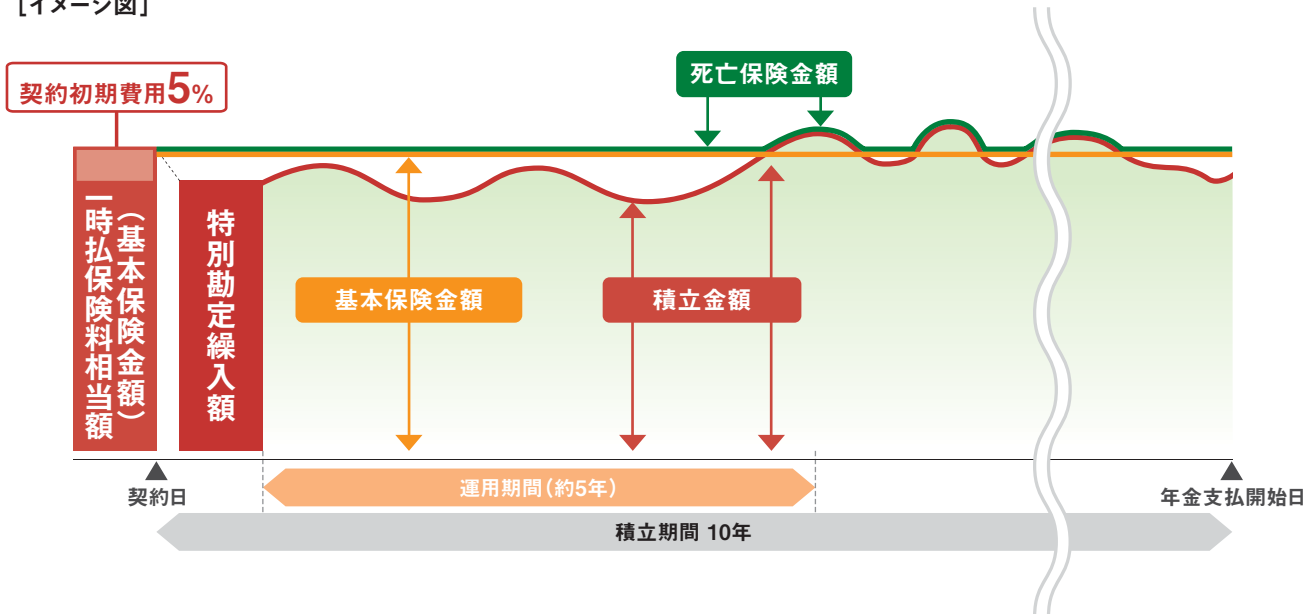 [イメージ図]
契約初期費用5%
死亡保険金額
一時払保険料相当額
（基本保険金額）
特別勘定繰入額
基本保険金額
積立金額
運用期間（約5年）
契約日
年金支払開始日
積立期間 10年